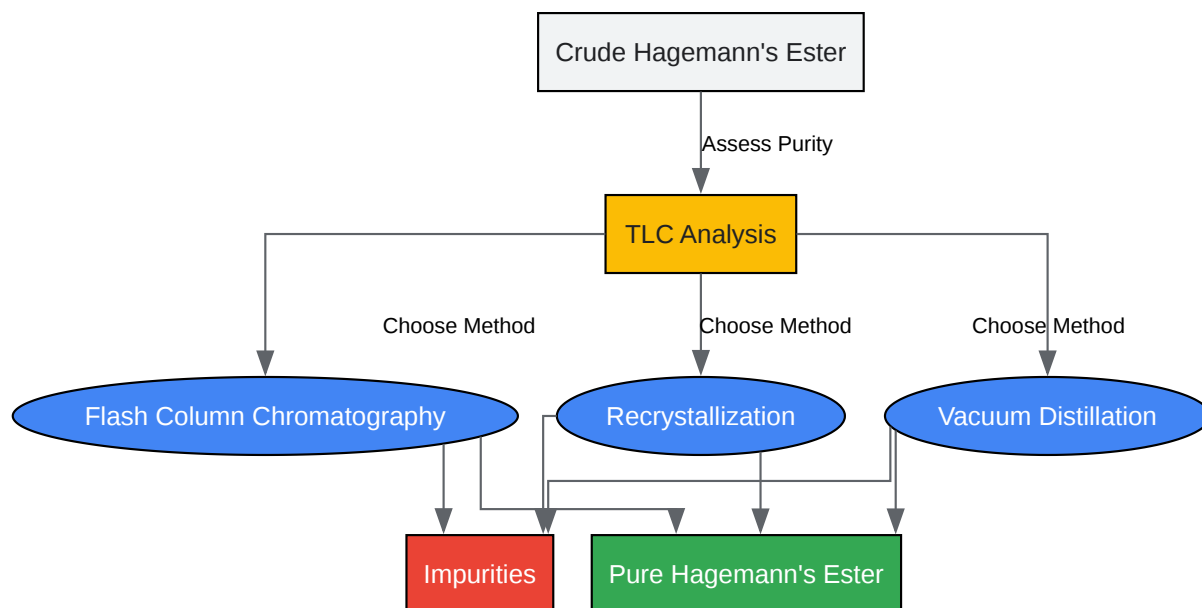 Crude Hagemann's Ester
Assess Purity
TLC Analysis
Choose Method
Choose Method
Choose Method
Flash Column Chromatography
Recrystallization
Vacuum Distillation
Impurities
Pure Hagemann's Ester